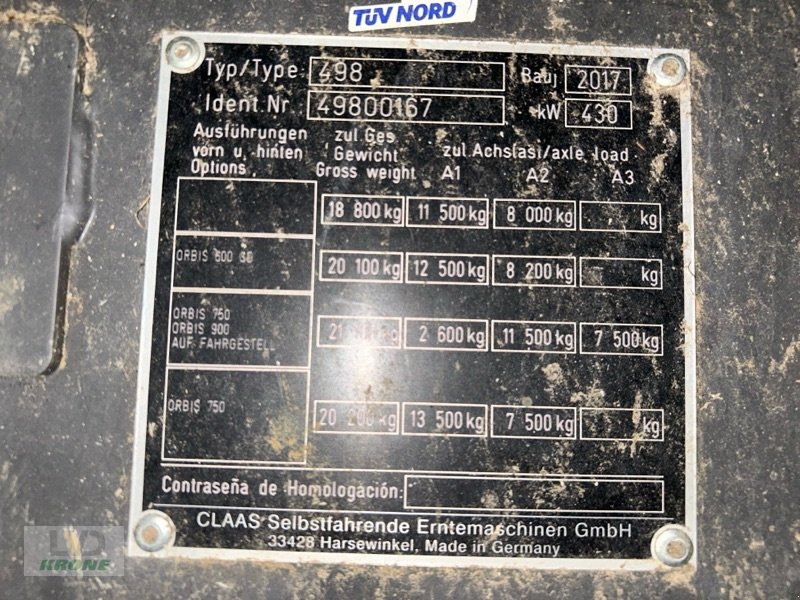 TÜV NORD
Typ/Type 498 Bauj 2017
Ident.Nr 49800167 kW 430
Ausführungen zul Ges
vorn u. hinten Gewicht zul Achslast/axle load
Options Gross weight A1 A2 A3
18 800 kg 11 500 kg 8 000 kg kg
ORBIS 600 SD 20 100 kg 12 500 kg 8 200 kg kg
ORBIS 750
ORBIS 900 kg 2 600 kg 11 500 kg 7 500 kg
AUF FAHRGESTELL
ORBIS 750 20 200 kg 13 500 kg 7 500 kg kg
Contraseña de Homologación:
CLAAS Selbstfahrende Erntemaschinen GmbH
33428 Harsewinkel, Made in Germany
KRONE